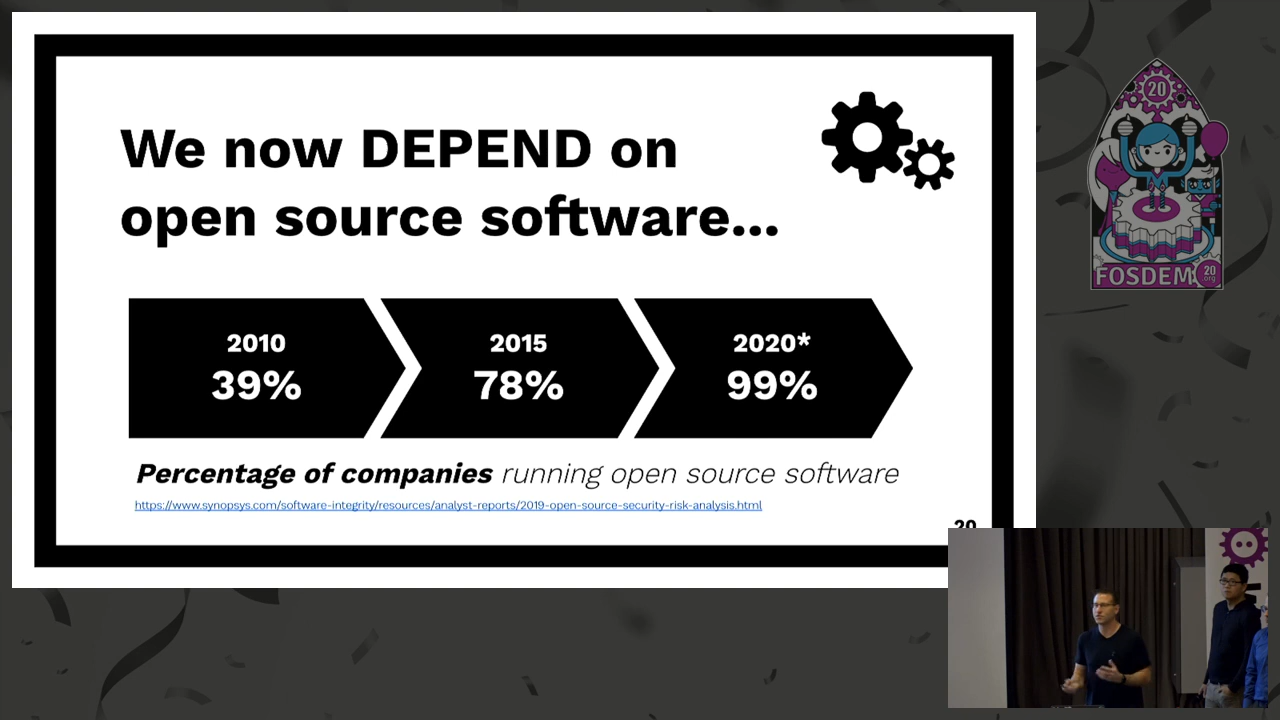 We now DEPEND on
open source software...
2010
39%
2015
78%
2020*
99%
Percentage of companies running open source software
https://www.synopsys.com/software-integrity/resources/analyst-reports/2019-open-source-security-risk-analysis.html
20
20
FOSDEM
20
.org